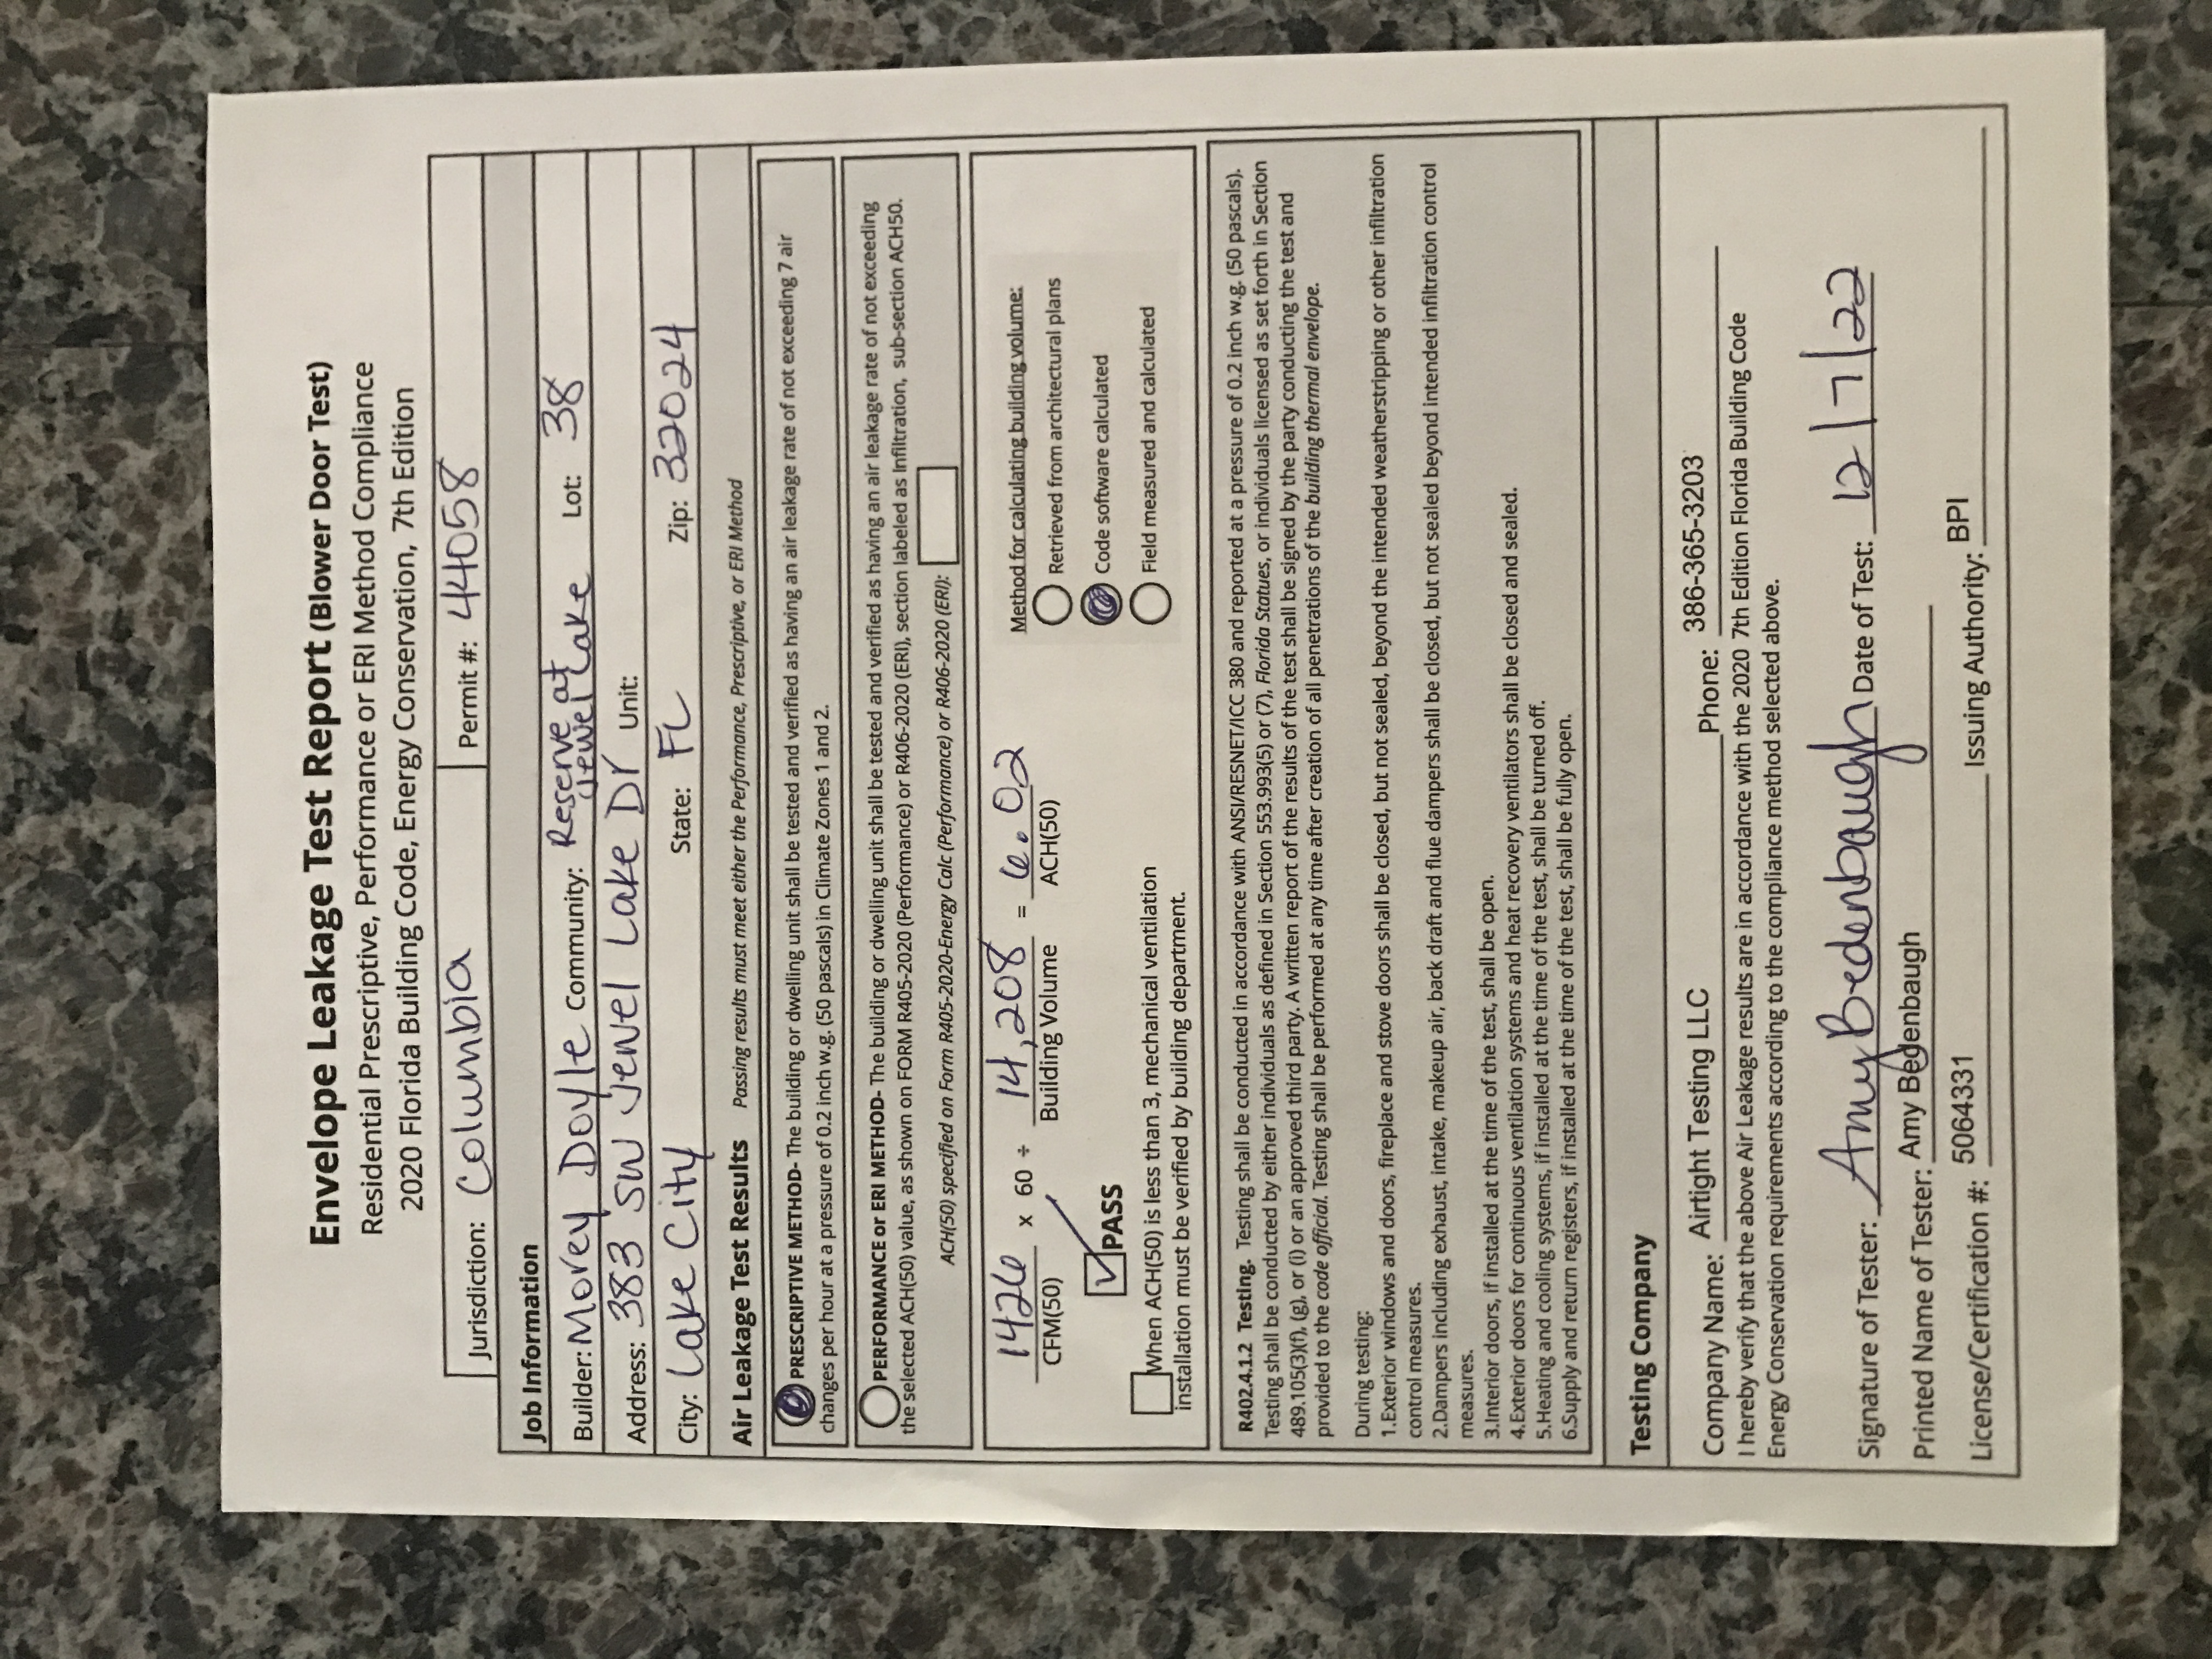 Envelope Leakage Test Report (Blower Door Test)
Residential Prescriptive, Performance or ERI Method Compliance
2020 Florida Building Code, Energy Conservation, 7th Edition
Jurisdiction: Columbia Permit #: 44058
Job Information
Builder: Morey Doyle Community: Reserve at Jewel Lake Lot: 38
Address: 383 SW Jewel Lake Dr Unit:
City: Lake City State: FL Zip: 32024
Air Leakage Test Results Passing results must meet either the Performance, Prescriptive, or ERI Method
PRESCRIPTIVE METHOD- The building or dwelling unit shall be tested and verified as having an air leakage rate of not exceeding 7 air
changes per hour at a pressure of 0.2 inch w.g. (50 pascals) in Climate Zones 1 and 2.
PERFORMANCE or ERI METHOD- The building or dwelling unit shall be tested and verified as having an air leakage rate of not exceeding
the selected ACH(50) value, as shown on FORM R405-2020 (Performance) or R406-2020 (ERI), section labeled as Infiltration, sub-section ACH50.
ACH(50) specified on Form R405-2020-Energy Calc (Performance) or R406-2020 (ERI):
1426 x 60 ÷ 14,208 = 6.02
CFM(50) Building Volume ACH(50)
PASS
When ACH(50) is less than 3, mechanical ventilation
installation must be verified by building department.
Method for calculating building volume:
Retrieved from architectural plans
Code software calculated
Field measured and calculated
R402.4.1.2 Testing. Testing shall be conducted in accordance with ANSI/RESNET/ICC 380 and reported at a pressure of 0.2 inch w.g. (50 pascals).
Testing shall be conducted by either individuals as defined in Section 553.993(5) or (7), Florida Statues, or individuals licensed as set forth in Section
489.105(3)(f), (g), or (i) or an approved third party. A written report of the results of the test shall be signed by the party conducting the test and
provided to the code official. Testing shall be performed at any time after creation of all penetrations of the building thermal envelope.
During testing:
1.Exterior windows and doors, fireplace and stove doors shall be closed, but not sealed, beyond the intended weatherstripping or other infiltration
control measures.
2.Dampers including exhaust, intake, makeup air, back draft and flue dampers shall be closed, but not sealed beyond intended infiltration control
measures.
3.Interior doors, if installed at the time of the test, shall be open.
4.Exterior doors for continuous ventilation systems and heat recovery ventilators shall be closed and sealed.
5.Heating and cooling systems, if installed at the time of the test, shall be turned off.
6.Supply and return registers, if installed at the time of the test, shall be fully open.
Testing Company
Company Name: Airtight Testing LLC Phone: 386-365-3203
I hereby verify that the above Air Leakage results are in accordance with the 2020 7th Edition Florida Building Code
Energy Conservation requirements according to the compliance method selected above.
Signature of Tester: Amy Bedenbaugh Date of Test: 12/7/22
Printed Name of Tester: Amy Bedenbaugh
License/Certification #: 5064331 Issuing Authority: BPI